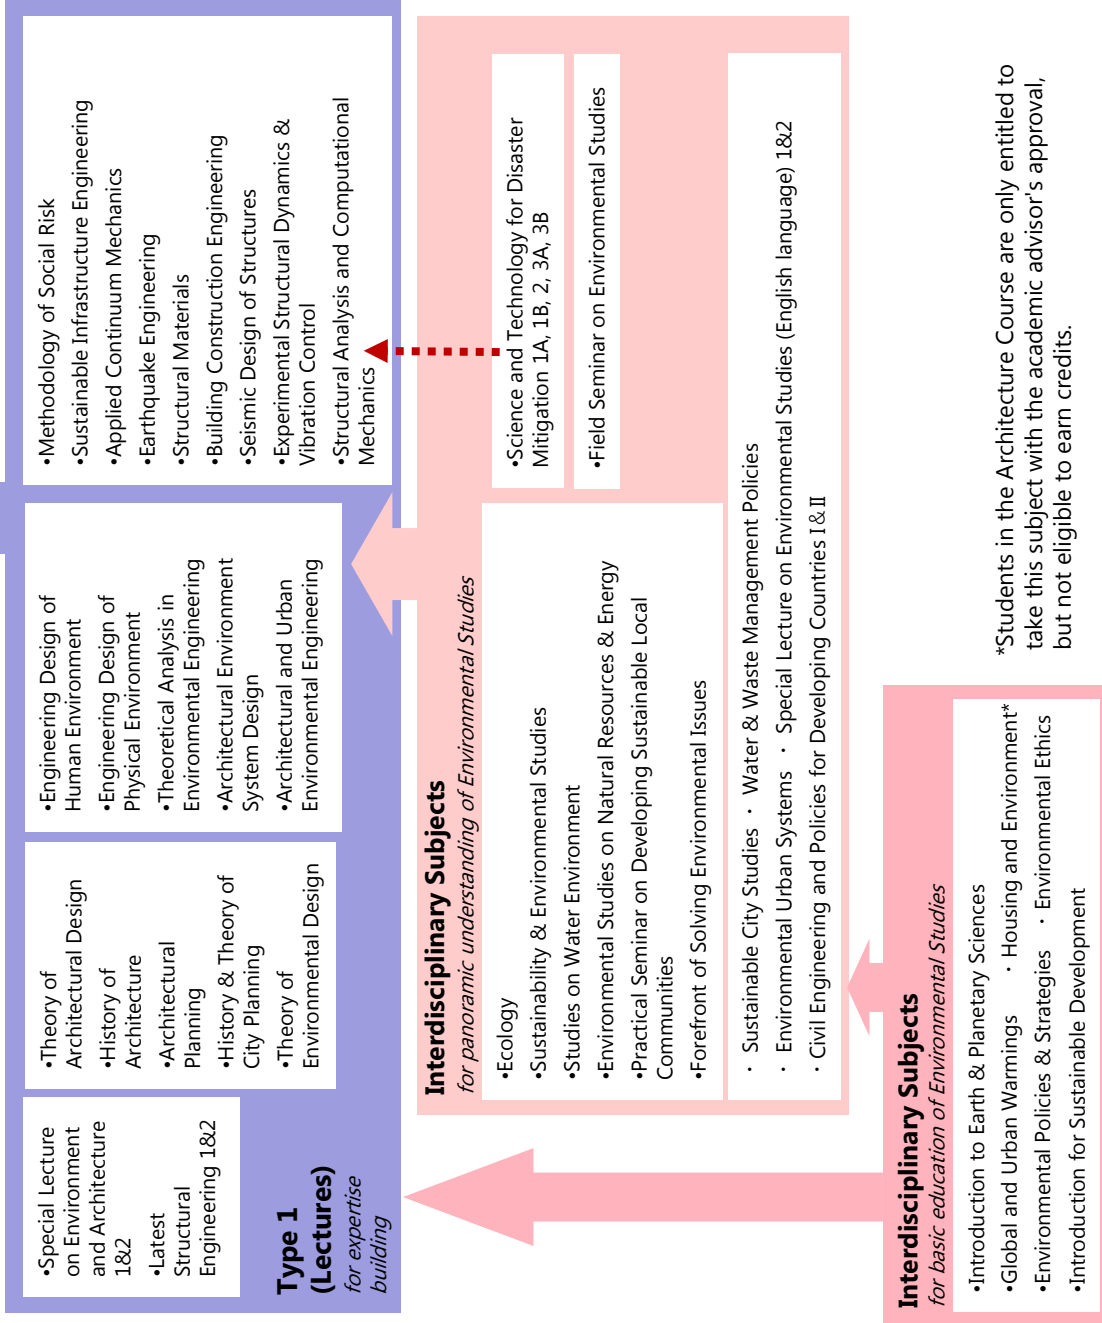 •Special Lecture
on Environment
and Architecture
1&2
•Latest
Structural
Engineering 1&2
Type 1
(Lectures)
for expertise
building
•Theory of
Architectural Design
•History of
Architecture
•Architectural
Planning
•History & Theory of
City Planning
•Theory of
Environmental Design
•Engineering Design of
Human Environment
•Engineering Design of
Physical Environment
•Theoretical Analysis in
Environmental Engineering
•Architectural Environment
System Design
•Architectural and Urban
Environmental Engineering
•Methodology of Social Risk
•Sustainable Infrastructure Engineering
•Applied Continuum Mechanics
•Earthquake Engineering
•Structural Materials
•Building Construction Engineering
•Seismic Design of Structures
•Experimental Structural Dynamics &
Vibration Control
•Structural Analysis and Computational
Mechanics
Interdisciplinary Subjects
for panoramic understanding of Environmental Studies
•Ecology
•Sustainability & Environmental Studies
•Studies on Water Environment
•Environmental Studies on Natural Resources & Energy
•Practical Seminar on Developing Sustainable Local
Communities
•Forefront of Solving Environmental Issues
•Science and Technology for Disaster
Mitigation 1A, 1B, 2, 3A, 3B
•Field Seminar on Environmental Studies
・Sustainable City Studies ・Water & Waste Management Policies
・Environmental Urban Systems ・Special Lecture on Environmental Studies (English language) 1&2
・Civil Engineering and Policies for Developing Countries Ⅰ&Ⅱ
Interdisciplinary Subjects
for basic education of Environmental Studies
•Introduction to Earth & Planetary Sciences
•Global and Urban Warmings ・Housing and Environment*
•Environmental Policies & Strategies ・Environmental Ethics
•Introduction for Sustainable Development
*Students in the Architecture Course are only entitled to
take this subject with the academic advisor's approval,
but not eligible to earn credits.